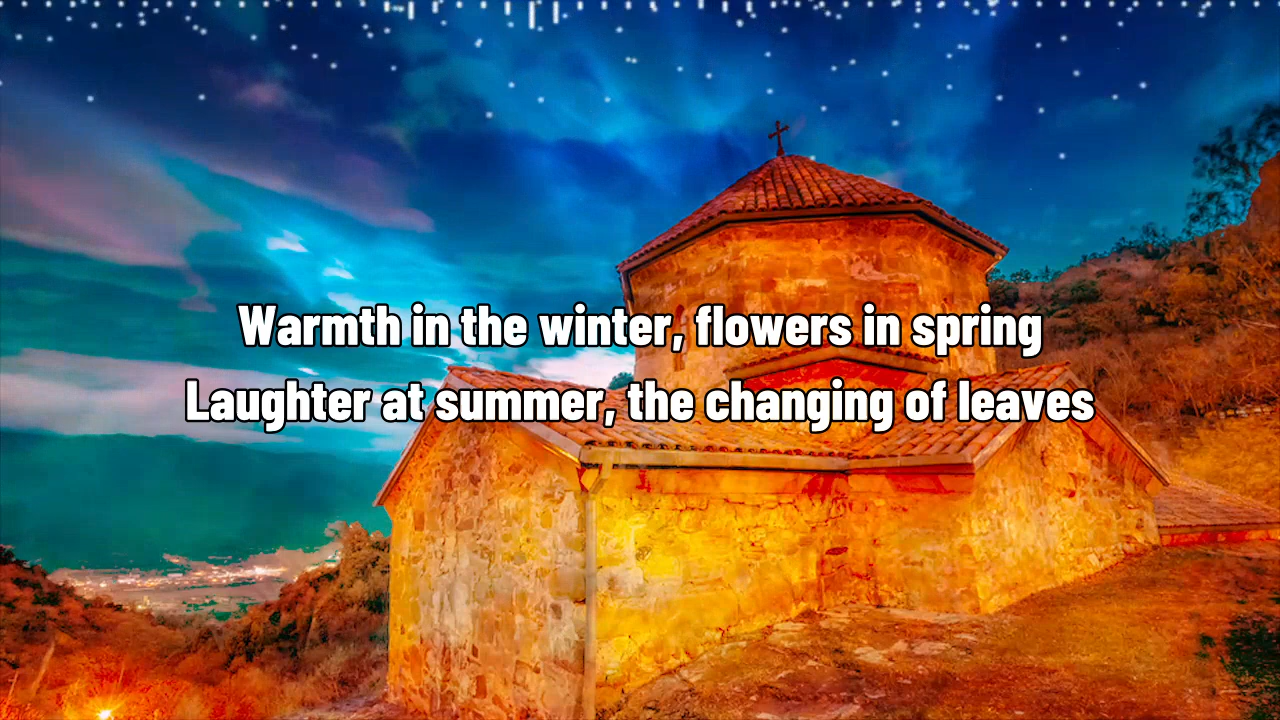 Warmth in the winter, flowers in spring
Laughter at summer, the changing of leaves